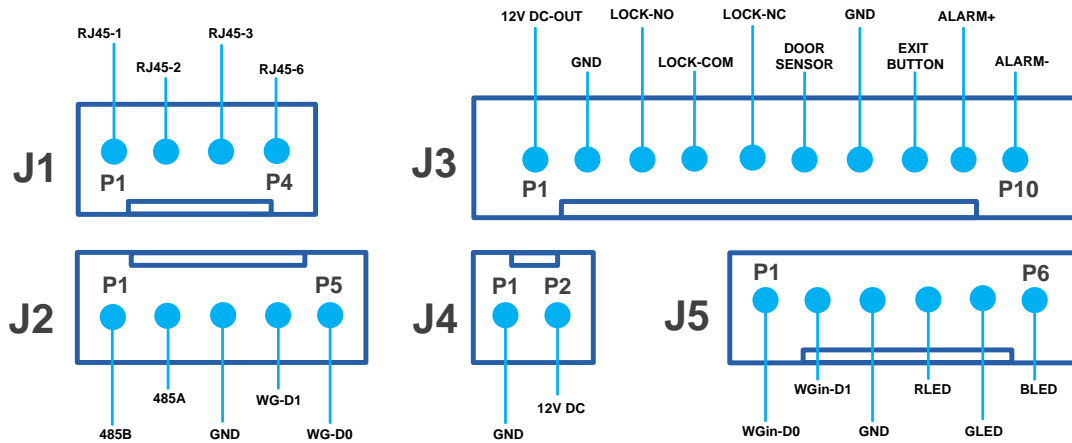 RJ45-1
RJ45-2
RJ45-3
RJ45-6
J1
P1
P4
12V DC-OUT
GND
LOCK-NO
LOCK-COM
LOCK-NC
DOOR
SENSOR
GND
EXIT
BUTTON
ALARM+
ALARM-
J3
P1
P10
J2
P1
P5
485B
485A
GND
WG-D1
WG-D0
J4
P1
P2
GND
12V DC
J5
P1
P6
WGin-D0
WGin-D1
GND
RLED
GLED
BLED